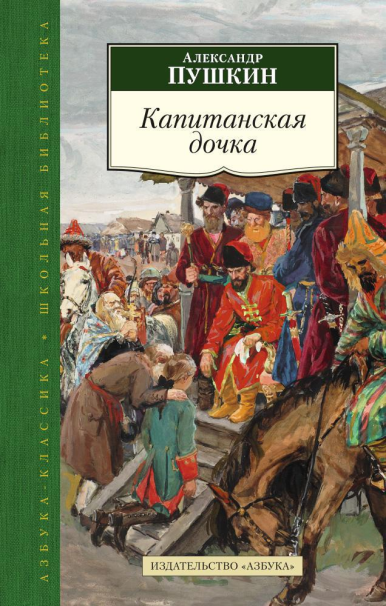 Александр
ПУШКИН
Капитанская
дочка
АЗБУКА-КЛАССИКА * ШКОЛЬНАЯ БИБЛИОТЕКА
ИЗДАТЕЛЬСТВО «АЗБУКА»